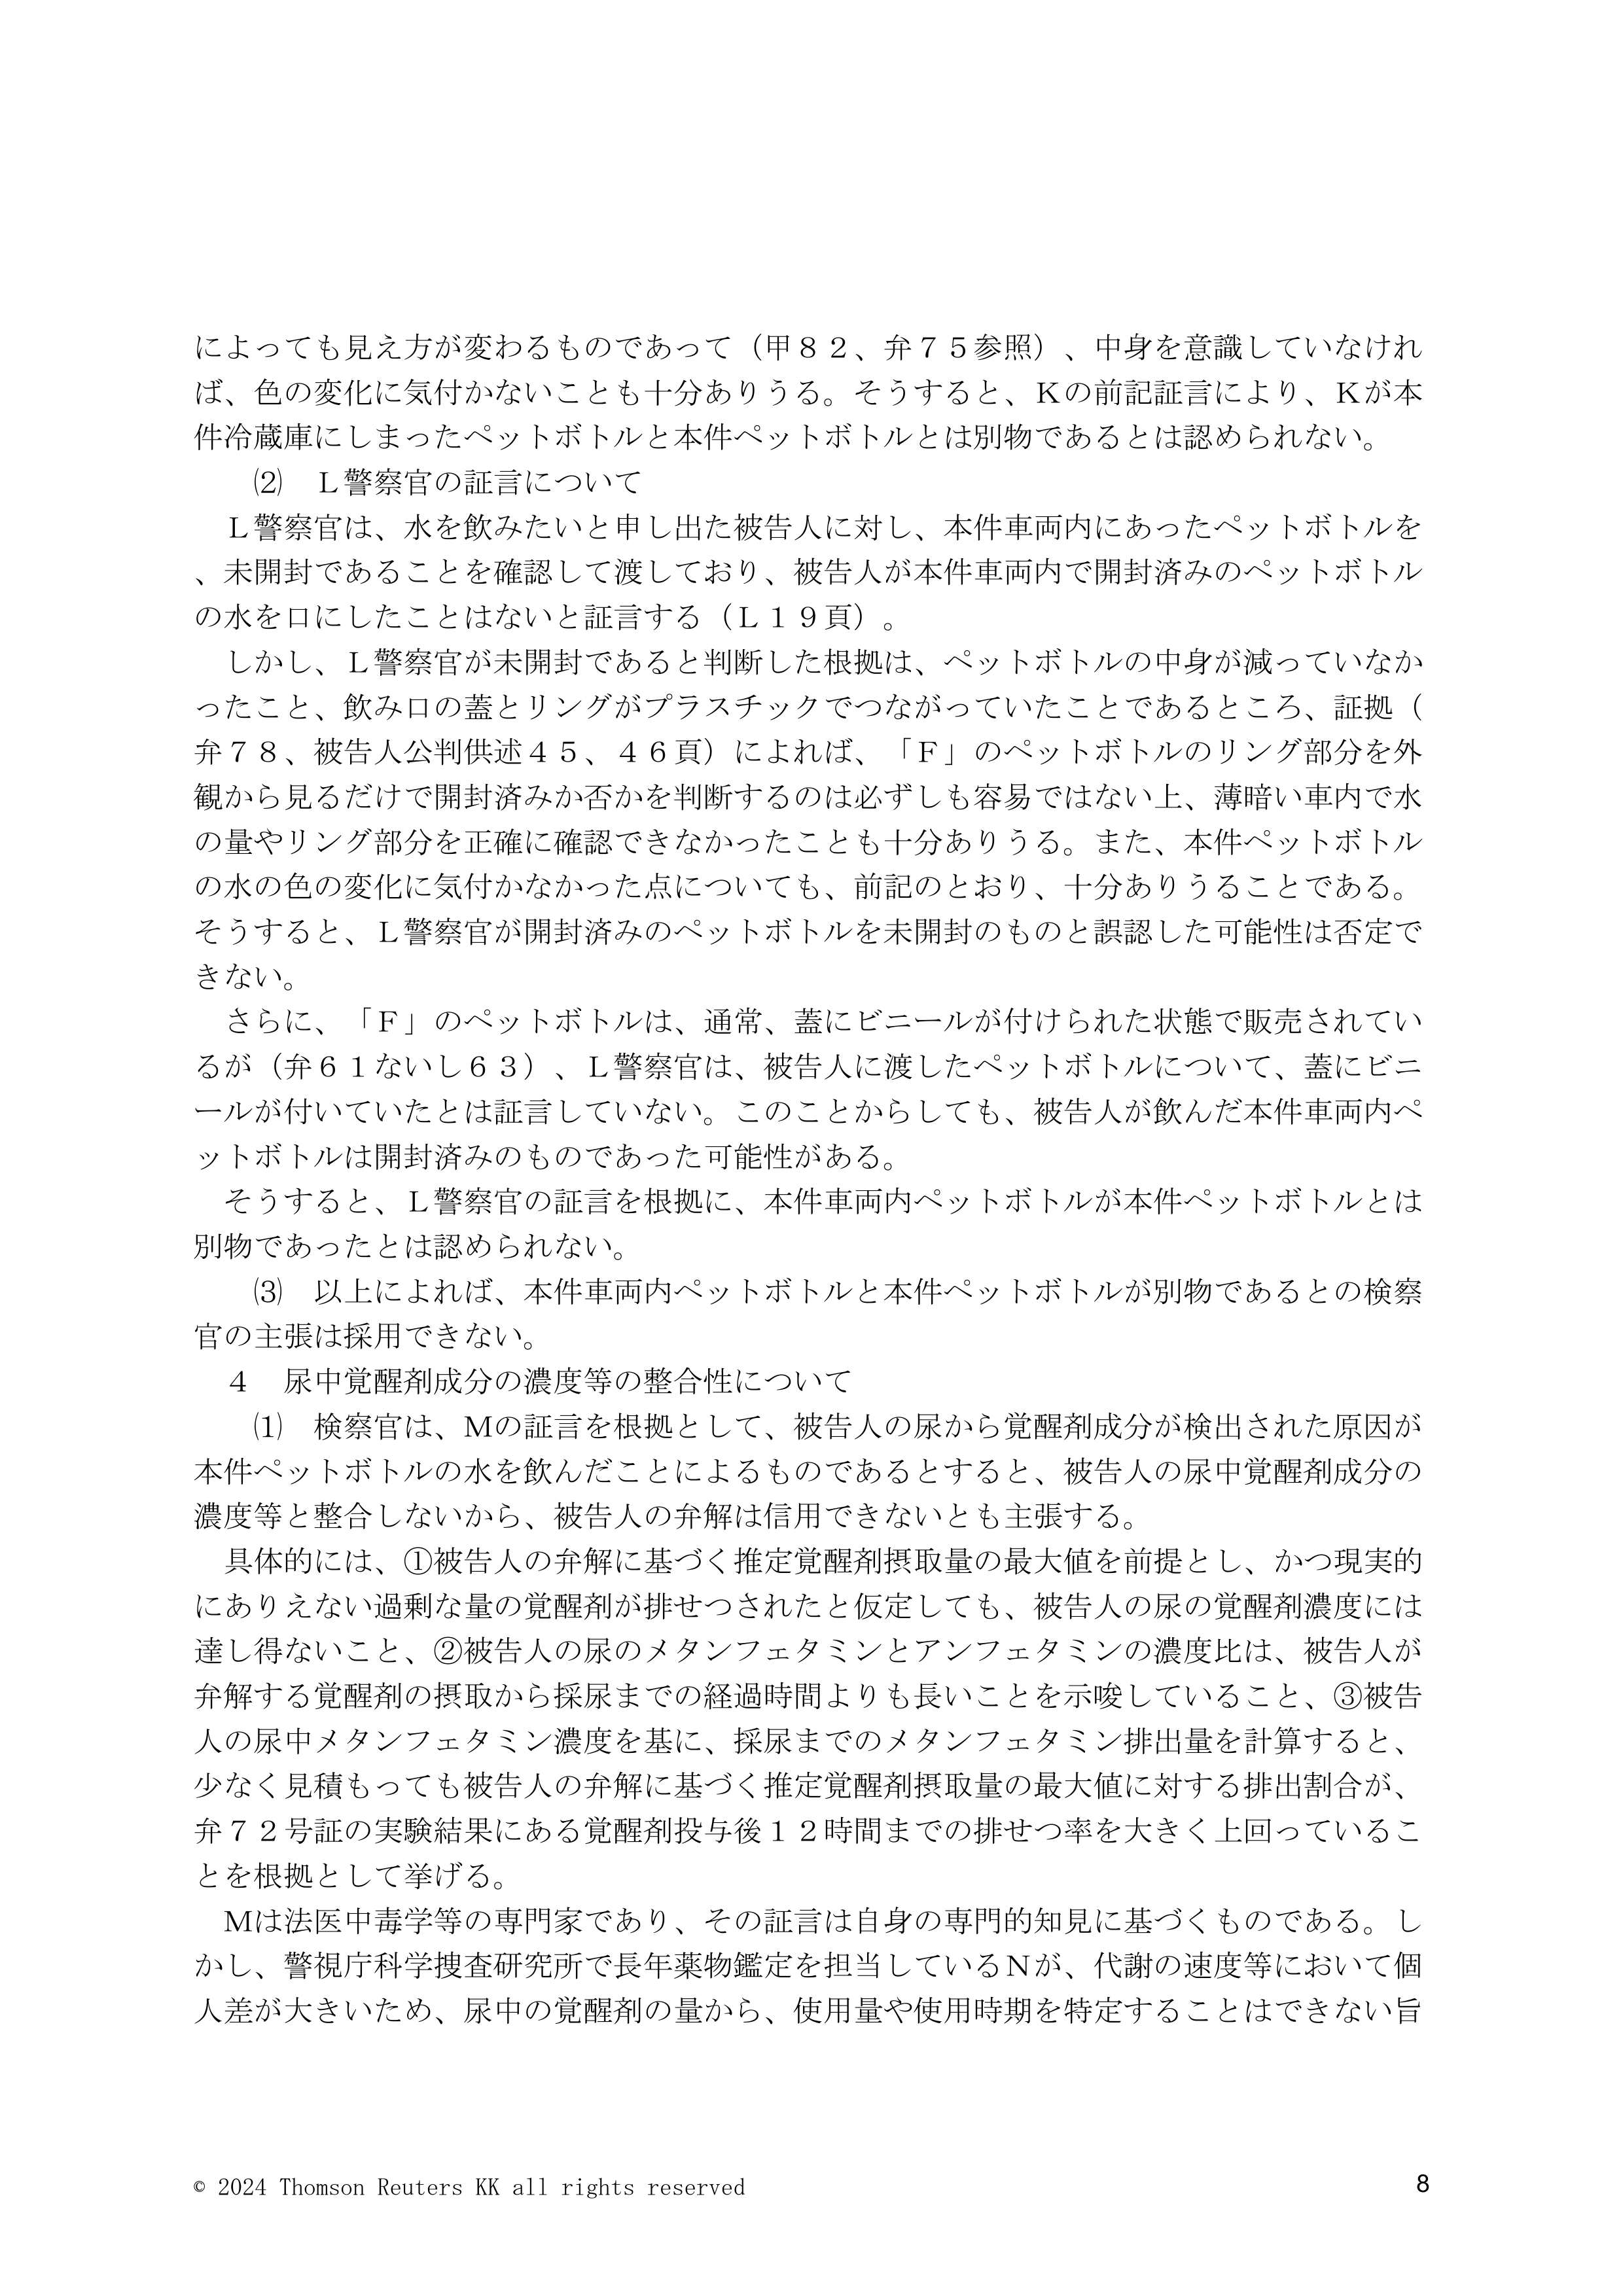 によっても見え方が変わるものであって（甲８２、弁７５参照）、中身を意識していなけれ
ば、色の変化に気付かないことも十分ありうる。そうすると、Ｋの前記証言により、Ｋが本
件冷蔵庫にしまったペットボトルと本件ペットボトルとは別物であるとは認められない。
⑵　Ｌ警察官の証言について
Ｌ警察官は、水を飲みたいと申し出た被告人に対し、本件車両内にあったペットボトルを
、未開封であることを確認して渡しており、被告人が本件車両内で開封済みのペットボトル
の水を口にしたことはないと証言する（Ｌ１９頁）。
しかし、Ｌ警察官が未開封であると判断した根拠は、ペットボトルの中身が減っていなか
ったこと、飲み口の蓋とリングがプラスチックでつながっていたことであるところ、証拠（
弁７８、被告人公判供述４５、４６頁）によれば、「Ｆ」のペットボトルのリング部分を外
観から見るだけで開封済みか否かを判断するのは必ずしも容易ではない上、薄暗い車内で水
の量やリング部分を正確に確認できなかったことも十分ありうる。また、本件ペットボトル
の水の色の変化に気付かなかった点についても、前記のとおり、十分ありうることである。
そうすると、Ｌ警察官が開封済みのペットボトルを未開封のものと誤認した可能性は否定で
きない。
さらに、「Ｆ」のペットボトルは、通常、蓋にビニールが付けられた状態で販売されてい
るが（弁６１ないし６３）、Ｌ警察官は、被告人に渡したペットボトルについて、蓋にビニ
ールが付いていたとは証言していない。このことからしても、被告人が飲んだ本件車両内ペ
ットボトルは開封済みのものであった可能性がある。
そうすると、Ｌ警察官の証言を根拠に、本件車両内ペットボトルが本件ペットボトルとは
別物であったとは認められない。
⑶　以上によれば、本件車両内ペットボトルと本件ペットボトルが別物であるとの検察
官の主張は採用できない。
４　尿中覚醒剤成分の濃度等の整合性について
⑴　検察官は、Ｍの証言を根拠として、被告人の尿から覚醒剤成分が検出された原因が
本件ペットボトルの水を飲んだことによるものであるとすると、被告人の尿中覚醒剤成分の
濃度等と整合しないから、被告人の弁解は信用できないとも主張する。
具体的には、①被告人の弁解に基づく推定覚醒剤摂取量の最大値を前提とし、かつ現実的
にありえない過剰な量の覚醒剤が排せつされたと仮定しても、被告人の尿の覚醒剤濃度には
達し得ないこと、②被告人の尿のメタンフェタミンとアンフェタミンの濃度比は、被告人が
弁解する覚醒剤の摂取から採尿までの経過時間よりも長いことを示唆していること、③被告
人の尿中メタンフェタミン濃度を基に、採尿までのメタンフェタミン排出量を計算すると、
少なく見積もっても被告人の弁解に基づく推定覚醒剤摂取量の最大値に対する排出割合が、
弁７２号証の実験結果にある覚醒剤投与後１２時間までの排せつ率を大きく上回っているこ
とを根拠として挙げる。
Ｍは法医中毒学等の専門家であり、その証言は自身の専門的知見に基づくものである。し
かし、警視庁科学捜査研究所で長年薬物鑑定を担当しているＮが、代謝の速度等において個
人差が大きいため、尿中の覚醒剤の量から、使用量や使用時期を特定することはできない旨
© 2024 Thomson Reuters KK all rights reserved
8